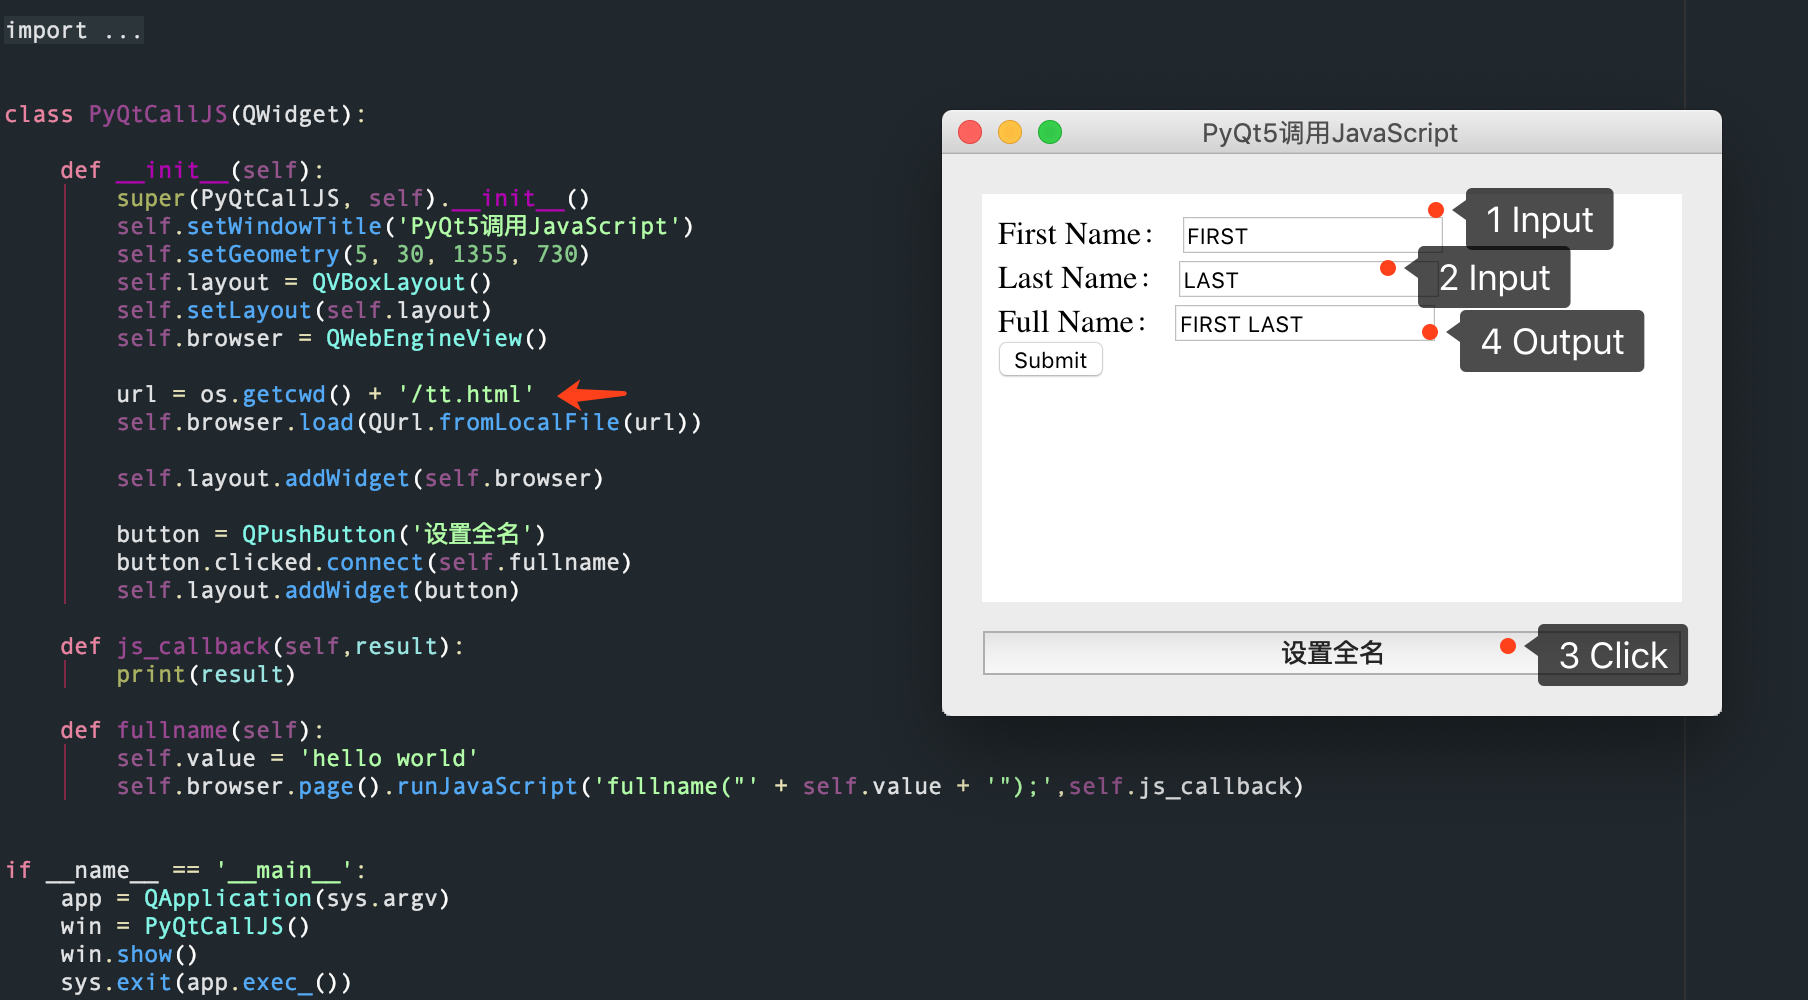 import ...
class PyQtCallJS(QWidget):
def __init__(self):
super(PyQtCallJS, self).__init__()
self.setWindowTitle('PyQt5调用JavaScript')
self.setGeometry(5, 30, 1355, 730)
self.layout = QVBoxLayout()
self.setLayout(self.layout)
self.browser = QWebEngineView()
url = os.getcwd() + '/tt.html'
self.browser.load(QUrl.fromLocalFile(url))
self.layout.addWidget(self.browser)
button = QPushButton('设置全名')
button.clicked.connect(self.fullname)
self.layout.addWidget(button)
def js_callback(self,result):
print(result)
def fullname(self):
self.value = 'hello world'
self.browser.page().runJavaScript('fullname("' + self.value + '");',self.js_callback)
if __name__ == '__main__':
app = QApplication(sys.argv)
win = PyQtCallJS()
win.show()
sys.exit(app.exec_())
PyQt5调用JavaScript
First Name: FIRST
1 Input
Last Name: LAST
2 Input
Full Name: FIRST LAST
4 Output
Submit
设置全名
3 Click